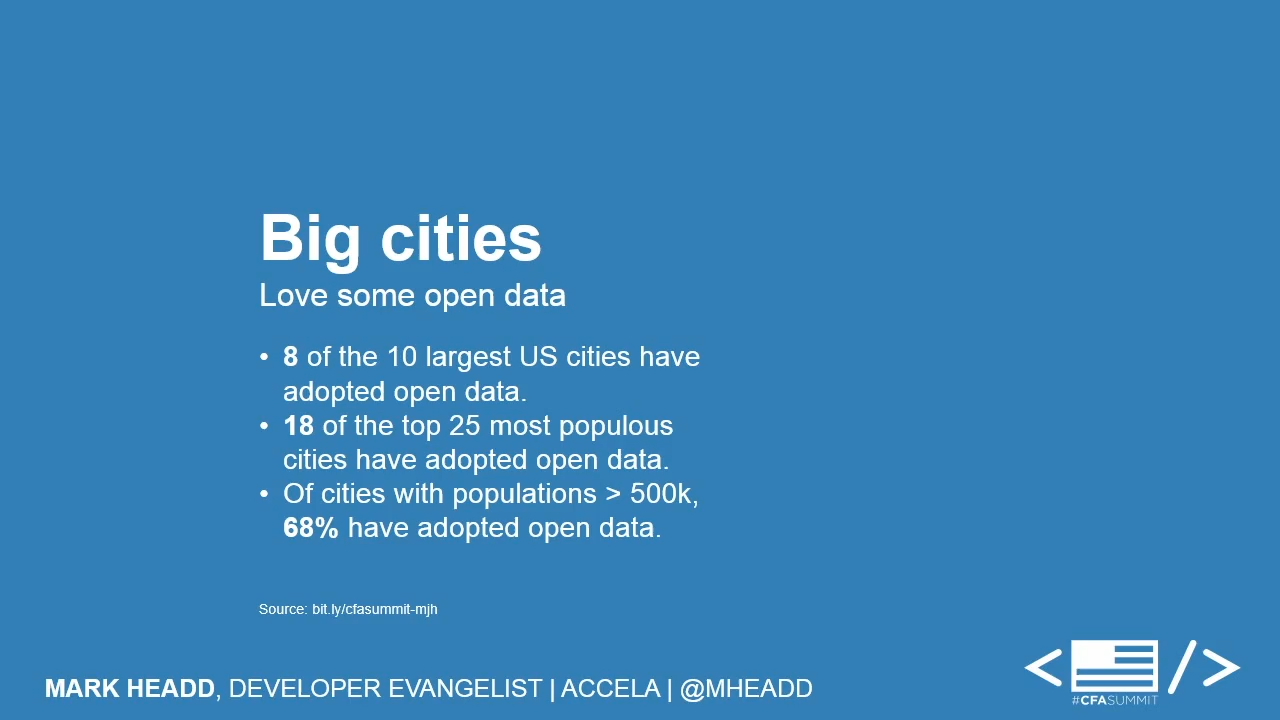 Big cities
Love some open data
• 8 of the 10 largest US cities have
adopted open data.
• 18 of the top 25 most populous
cities have adopted open data.
• Of cities with populations > 500k,
68% have adopted open data.
Source: bit.ly/cfasummit-mjh
MARK HEADD, DEVELOPER EVANGELIST | ACCELA | @MHEADD
< />
#CFASUMMIT